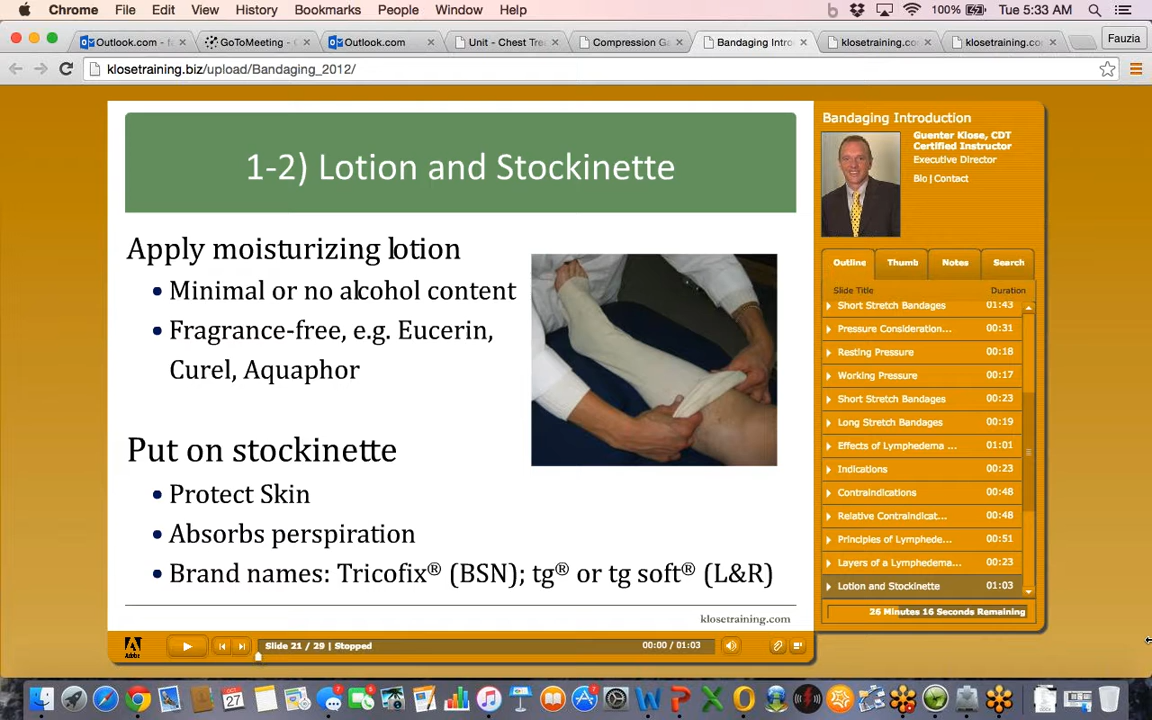 Chrome File Edit View History Bookmarks People Window Help 100% Tue 5:33 AM
Outlook.com - f GoToMeeting - C Outlook.com Unit - Chest Tre Compression Ga Bandaging Intro klosetraining.co klosetraining.co Fauzia
klosetraining.biz/upload/Bandaging_2012/
1-2) Lotion and Stockinette
Apply moisturizing lotion
• Minimal or no alcohol content
• Fragrance-free, e.g. Eucerin,
Curel, Aquaphor
Put on stockinette
• Protect Skin
• Absorbs perspiration
• Brand names: Tricofix® (BSN); tg® or tg soft® (L&R)
klosetraining.com
Adobe
Slide 21 / 29 | Stopped 00:00 / 01:03
Bandaging Introduction
Guenter Klose, CDT
Certified Instructor
Executive Director
Bio | Contact
Outline Thumb Notes Search
Slide Title Duration
Short Stretch Bandages 01:43
Pressure Consideration... 00:31
Resting Pressure 00:18
Working Pressure 00:17
Short Stretch Bandages 00:23
Long Stretch Bandages 00:19
Effects of Lymphedema ... 01:01
Indications 00:23
Contraindications 00:48
Relative Contraindicat... 00:48
Principles of Lymphede... 00:51
Layers of a Lymphedema... 00:23
Lotion and Stockinette 01:03
26 Minutes 16 Seconds Remaining
OCT
27